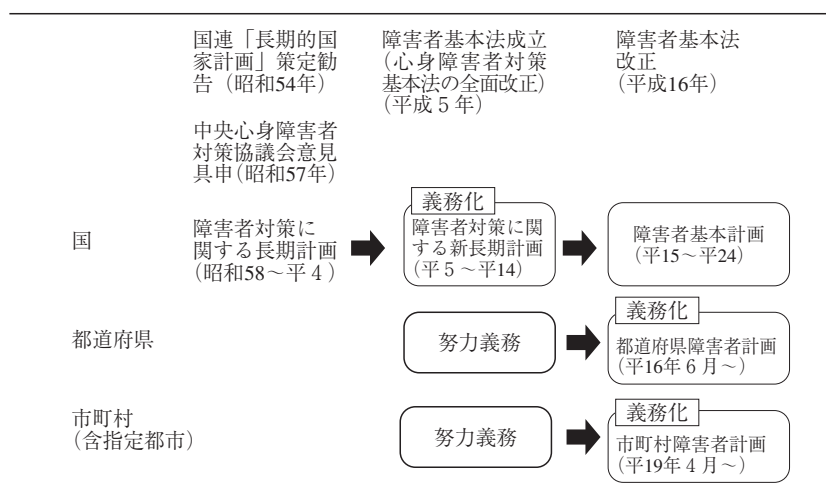 国連「長期的国
家計画」策定勧
告（昭和54年）
障害者基本法成立
（心身障害者対策
基本法の全面改正）
（平成５年）
障害者基本法
改正
（平成16年）
中央心身障害者
対策協議会意見
具申（昭和57年）
国
障害者対策に
関する長期計画
（昭和58～平４）
義務化
障害者対策に関
する新長期計画
（平５～平14）
障害者基本計画
（平15～平24）
都道府県
努力義務
義務化
都道府県障害者計画
（平16年６月～）
市町村
（含指定都市）
努力義務
義務化
市町村障害者計画
（平19年４月～）